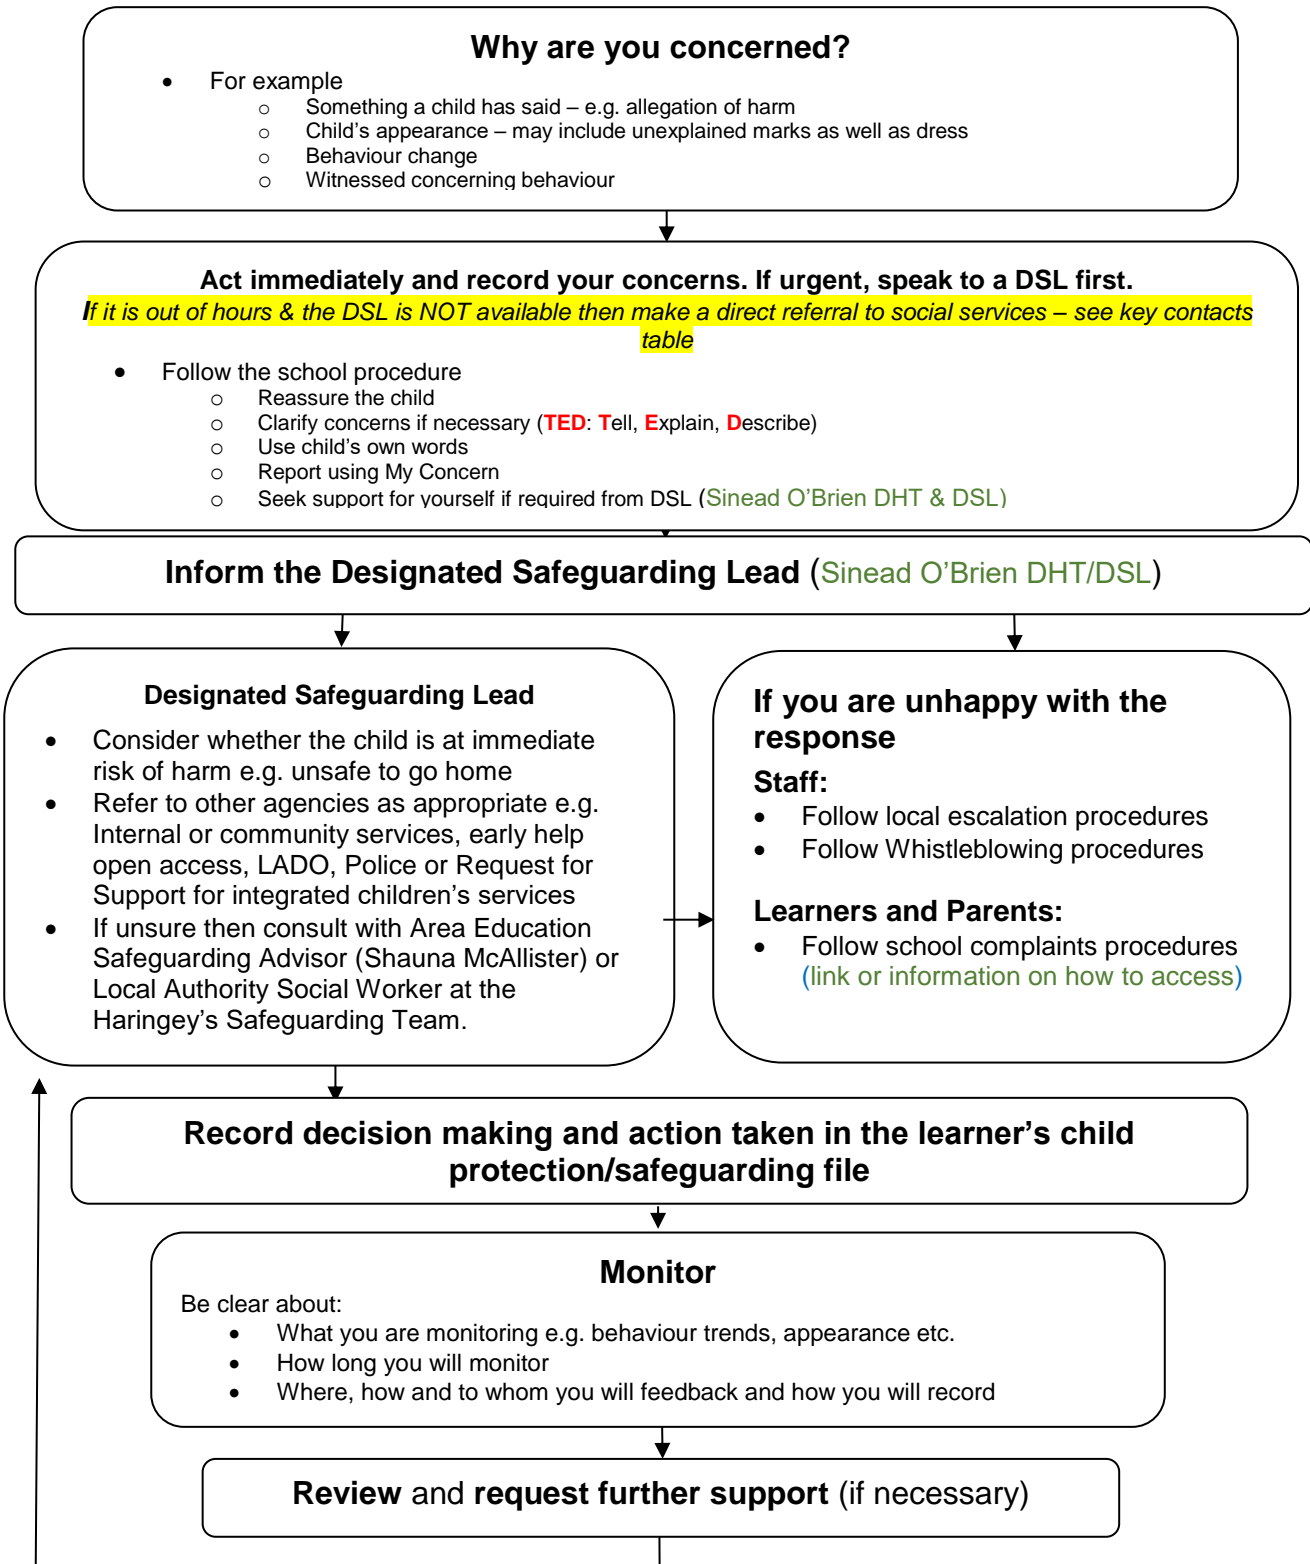 Why are you concerned?
• For example
o Something a child has said – e.g. allegation of harm
o Child's appearance – may include unexplained marks as well as dress
o Behaviour change
o Witnessed concerning behaviour
Act immediately and record your concerns. If urgent, speak to a DSL first.
If it is out of hours & the DSL is NOT available then make a direct referral to social services – see key contacts
table
• Follow the school procedure
o Reassure the child
o Clarify concerns if necessary (TED: Tell, Explain, Describe)
o Use child's own words
o Report using My Concern
o Seek support for yourself if required from DSL (Sinead O'Brien DHT & DSL)
Inform the Designated Safeguarding Lead (Sinead O'Brien DHT/DSL)
Designated Safeguarding Lead
• Consider whether the child is at immediate
risk of harm e.g. unsafe to go home
• Refer to other agencies as appropriate e.g.
Internal or community services, early help
open access, LADO, Police or Request for
Support for integrated children's services
• If unsure then consult with Area Education
Safeguarding Advisor (Shauna McAllister) or
Local Authority Social Worker at the
Haringey's Safeguarding Team.
If you are unhappy with the
response
Staff:
• Follow local escalation procedures
• Follow Whistleblowing procedures
Learners and Parents:
• Follow school complaints procedures
(link or information on how to access)
Record decision making and action taken in the learner's child
protection/safeguarding file
Monitor
Be clear about:
• What you are monitoring e.g. behaviour trends, appearance etc.
• How long you will monitor
• Where, how and to whom you will feedback and how you will record
Review and request further support (if necessary)